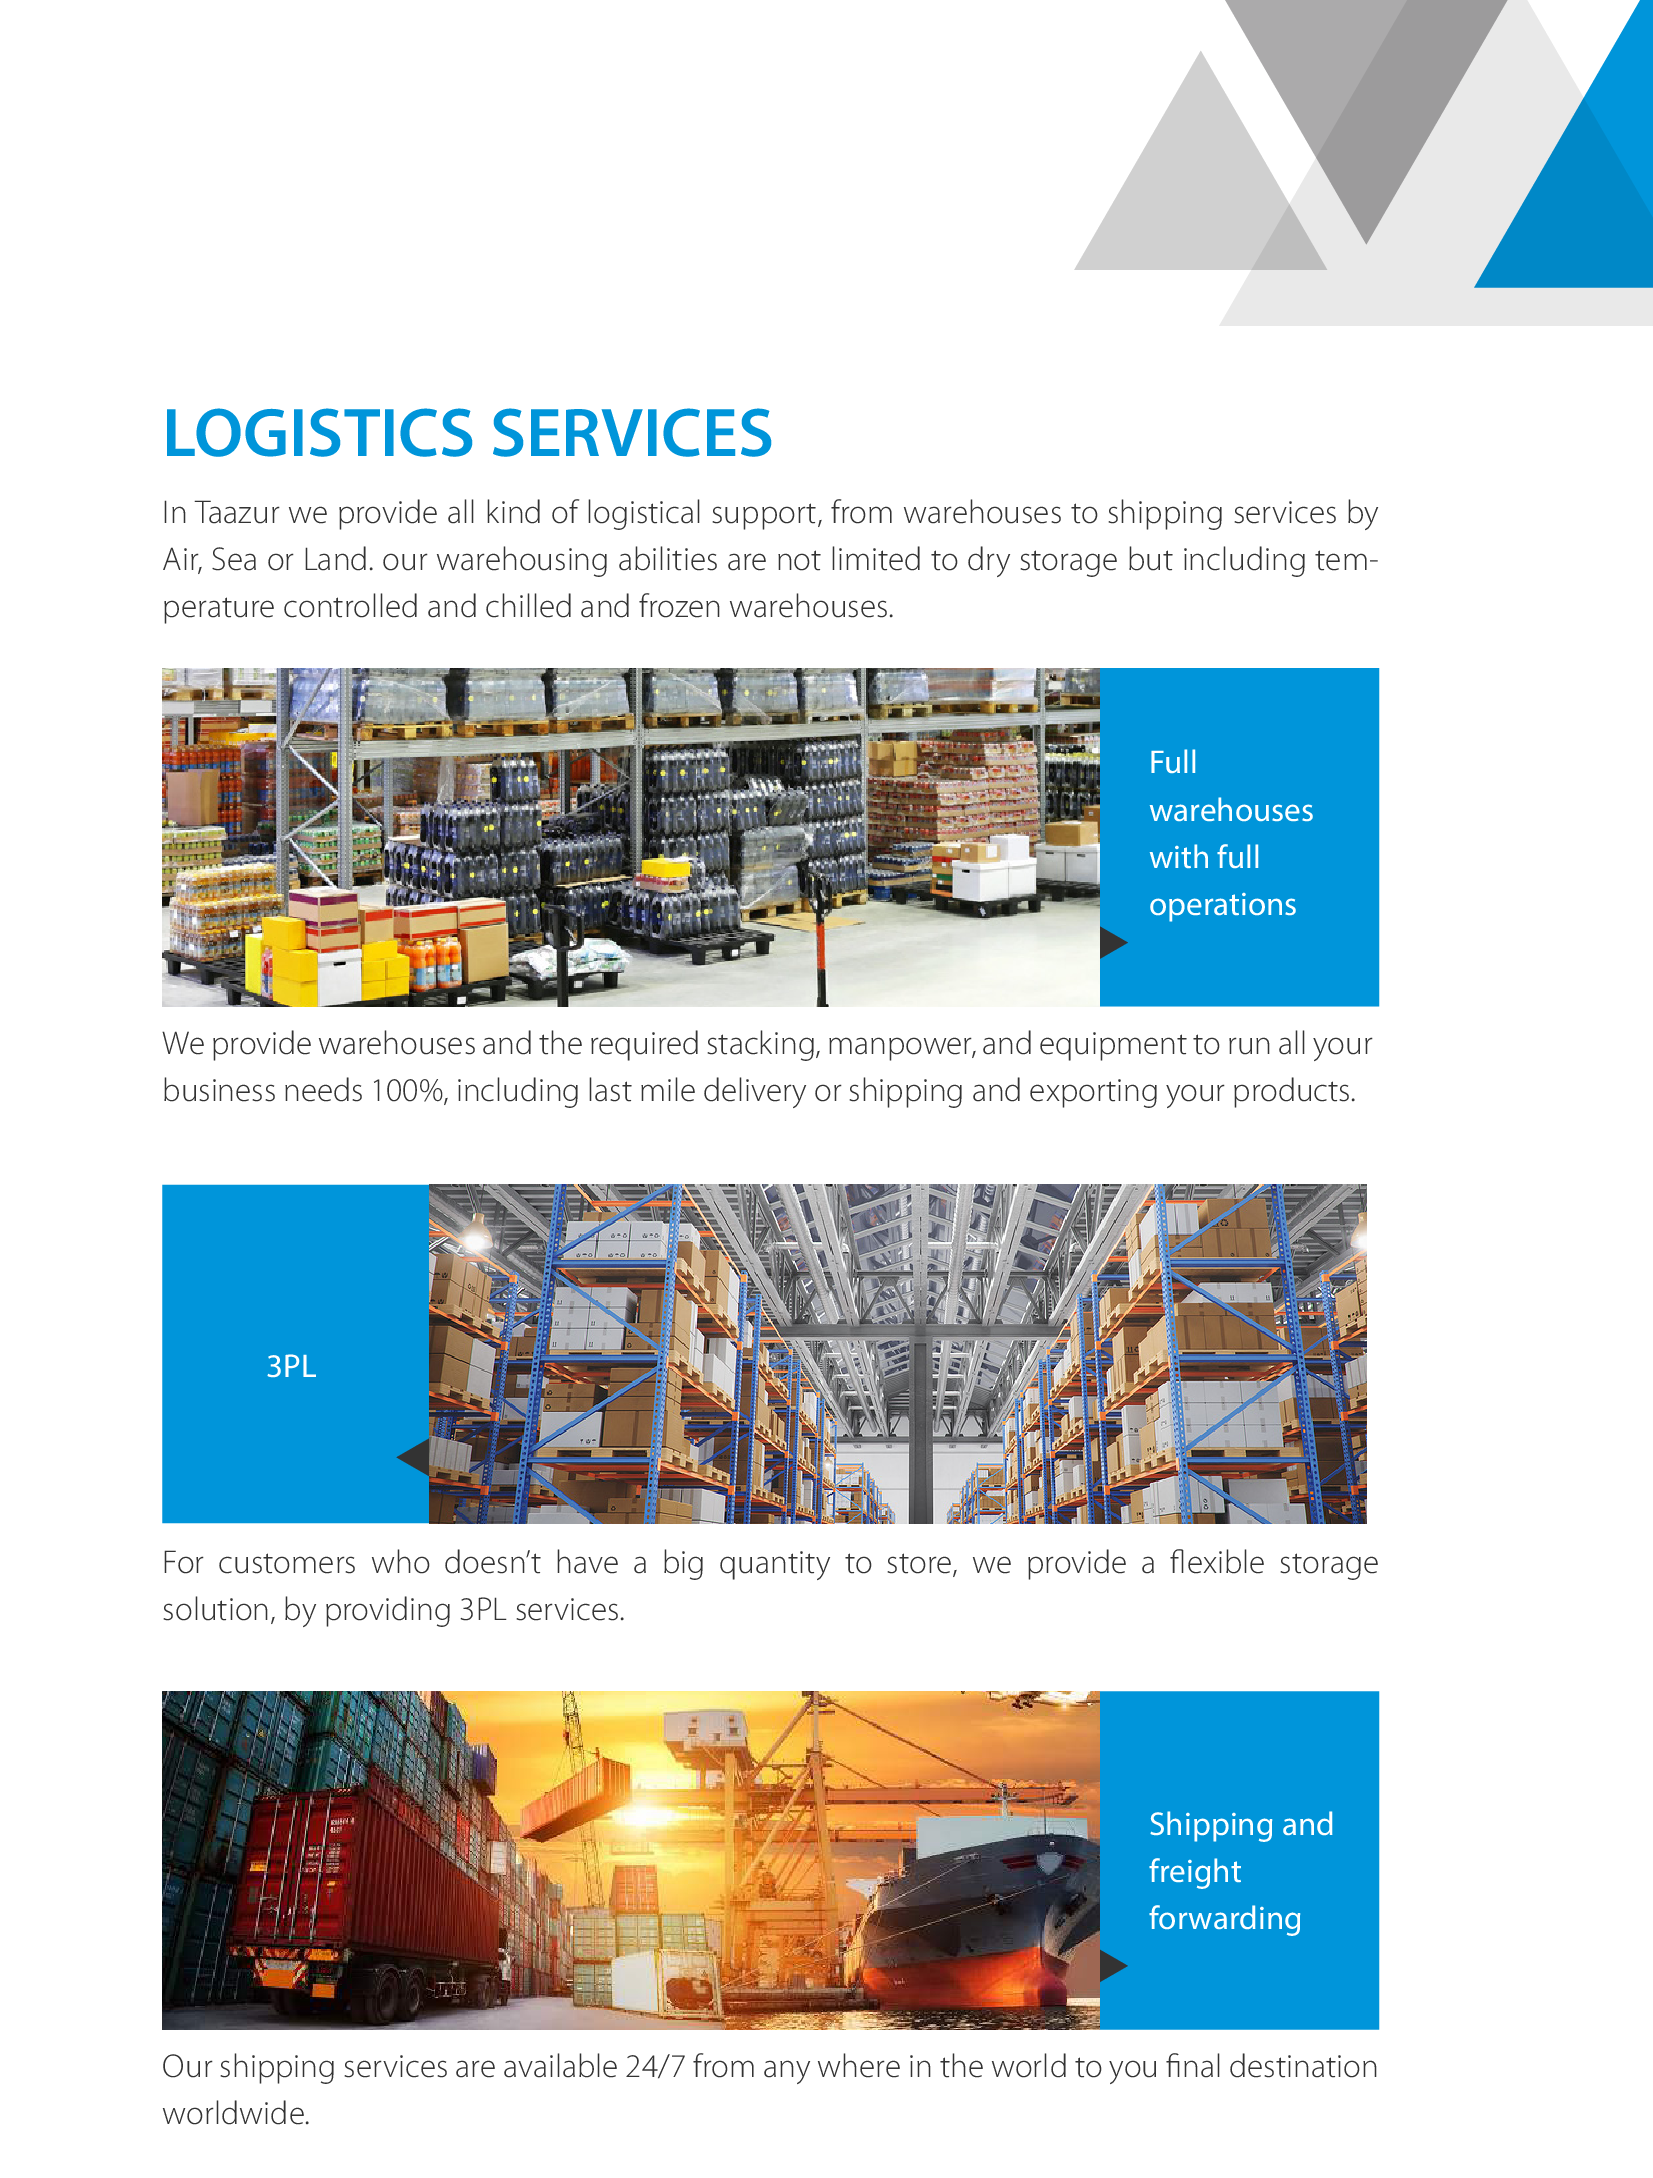 LOGISTICS SERVICES
In Taazur we provide all kind of logistical support, from warehouses to shipping services by
Air, Sea or Land. our warehousing abilities are not limited to dry storage but including tem-
perature controlled and chilled and frozen warehouses.
Full
warehouses
with full
operations
We provide warehouses and the required stacking, manpower, and equipment to run all your
business needs 100%, including last mile delivery or shipping and exporting your products.
3PL
For customers who doesn’t have a big quantity to store, we provide a flexible storage
solution, by providing 3PL services.
Shipping and
freight
forwarding
Our shipping services are available 24/7 from any where in the world to you final destination
worldwide.